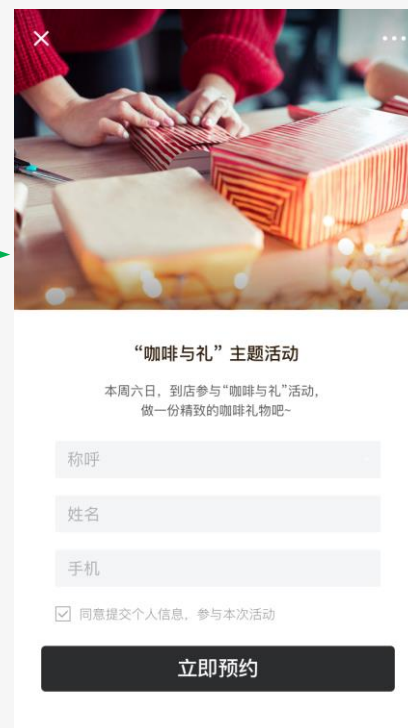 “咖啡与礼”主题活动
本周六日，到店参与“咖啡与礼”活动，
做一份精致的咖啡礼物吧~
称呼
姓名
手机
同意提交个人信息，参与本次活动
立即预约